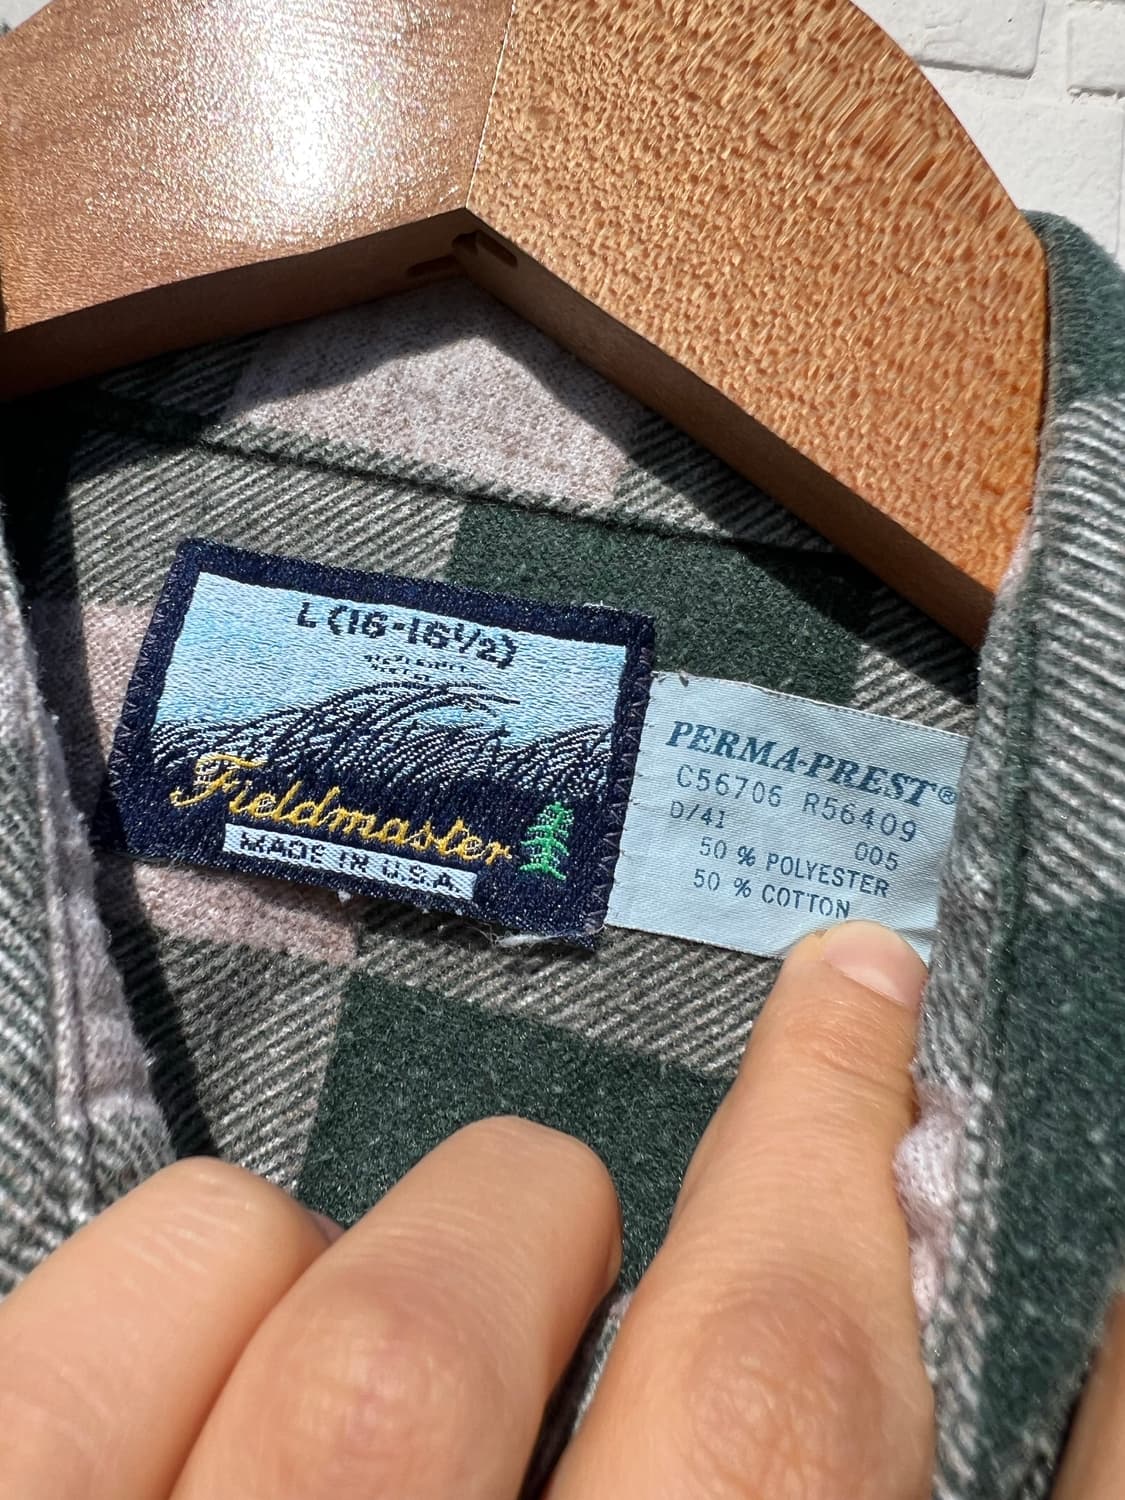 L (16-16½)
Fieldmaster
MADE IN U.S.A.
PERMA-PREST®
C56706 R56409
D/41 005
50 % POLYESTER
50 % COTTON